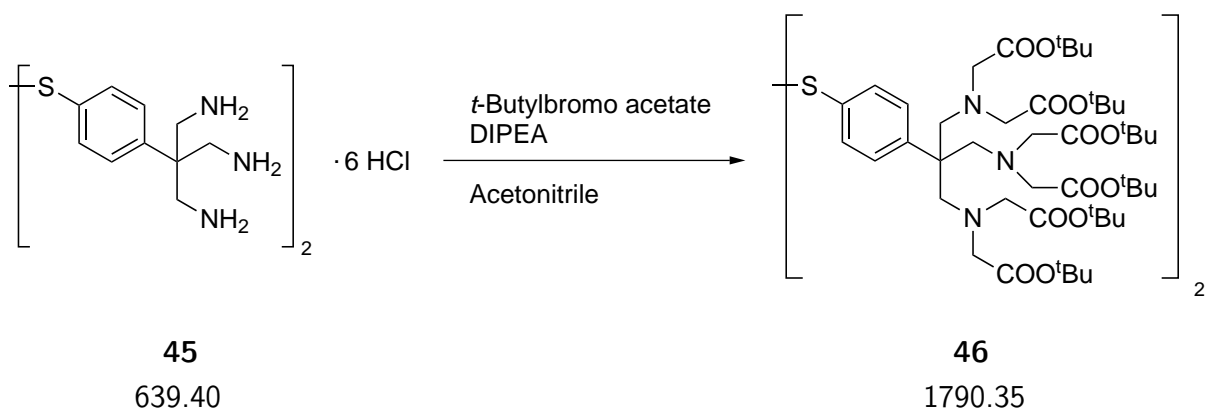 S
NH2
NH2
NH2
2
· 6 HCl
t-Butylbromo acetate
DIPEA
Acetonitrile
S
N
COOtBu
COOtBu
N
COOtBu
COOtBu
N
COOtBu
COOtBu
2
45
639.40
46
1790.35